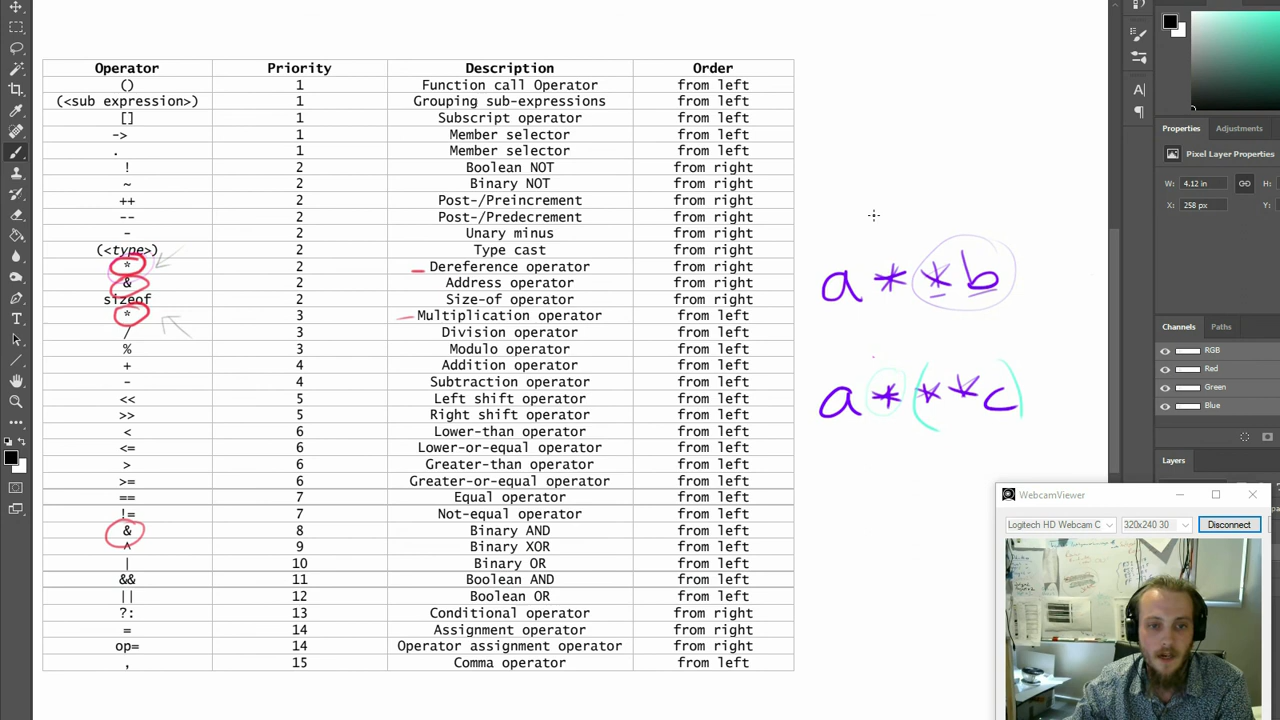 Operator Priority Description Order
() 1 Function call Operator from left
(<sub expression>) 1 Grouping sub-expressions from left
[] 1 Subscript operator from left
-> 1 Member selector from left
. 1 Member selector from left
! 2 Boolean NOT from right
~ 2 Binary NOT from right
++ 2 Post-/Preincrement from right
-- 2 Post-/Predecrement from right
- 2 Unary minus from right
(<type>) 2 Type cast from right
* 2 Dereference operator from right
& 2 Address operator from right
sizeof 2 Size-of operator from right
* 3 Multiplication operator from left
/ 3 Division operator from left
% 3 Modulo operator from left
+ 4 Addition operator from left
- 4 Subtraction operator from left
<< 5 Left shift operator from left
>> 5 Right shift operator from left
< 6 Lower-than operator from left
<= 6 Lower-or-equal operator from left
> 6 Greater-than operator from left
>= 6 Greater-or-equal operator from left
== 7 Equal operator from left
!= 7 Not-equal operator from left
& 8 Binary AND from left
^ 9 Binary XOR from left
| 10 Binary OR from left
&& 11 Boolean AND from left
|| 12 Boolean OR from left
?: 13 Conditional operator from right
= 14 Assignment operator from right
op= 14 Operator assignment operator from right
, 15 Comma operator from left
a * * b
a * (* * c)
Properties Adjustments
Pixel Layer Properties
W: 4.12 in H:
X: 258 px Y:
Channels Paths
RGB
Red
Green
Blue
Layers
WebcamViewer
Logitech HD Webcam C 320x240 30 Disconnect